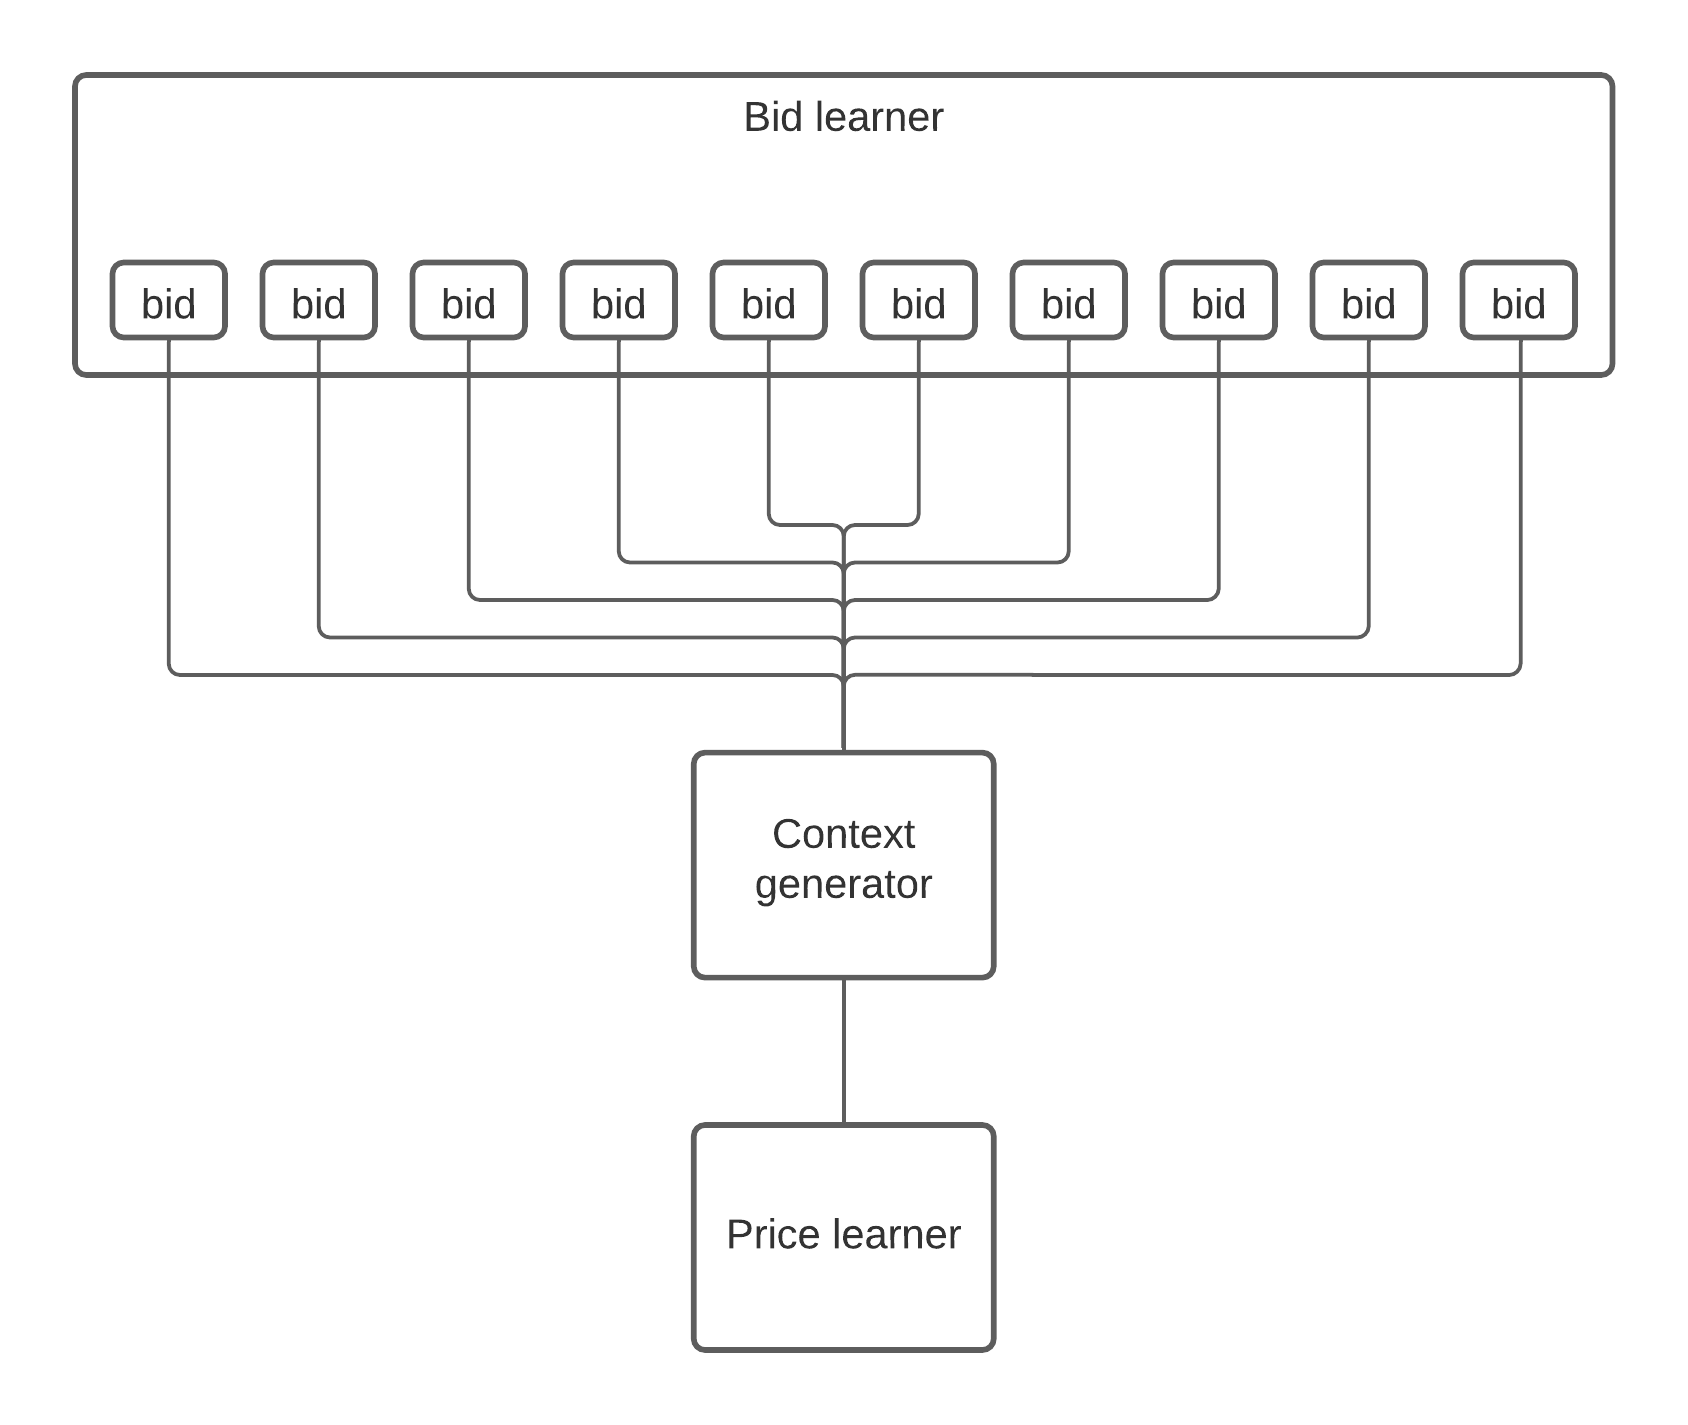 Bid learner
bid bid bid bid bid bid bid bid bid bid
Context
generator
Price learner